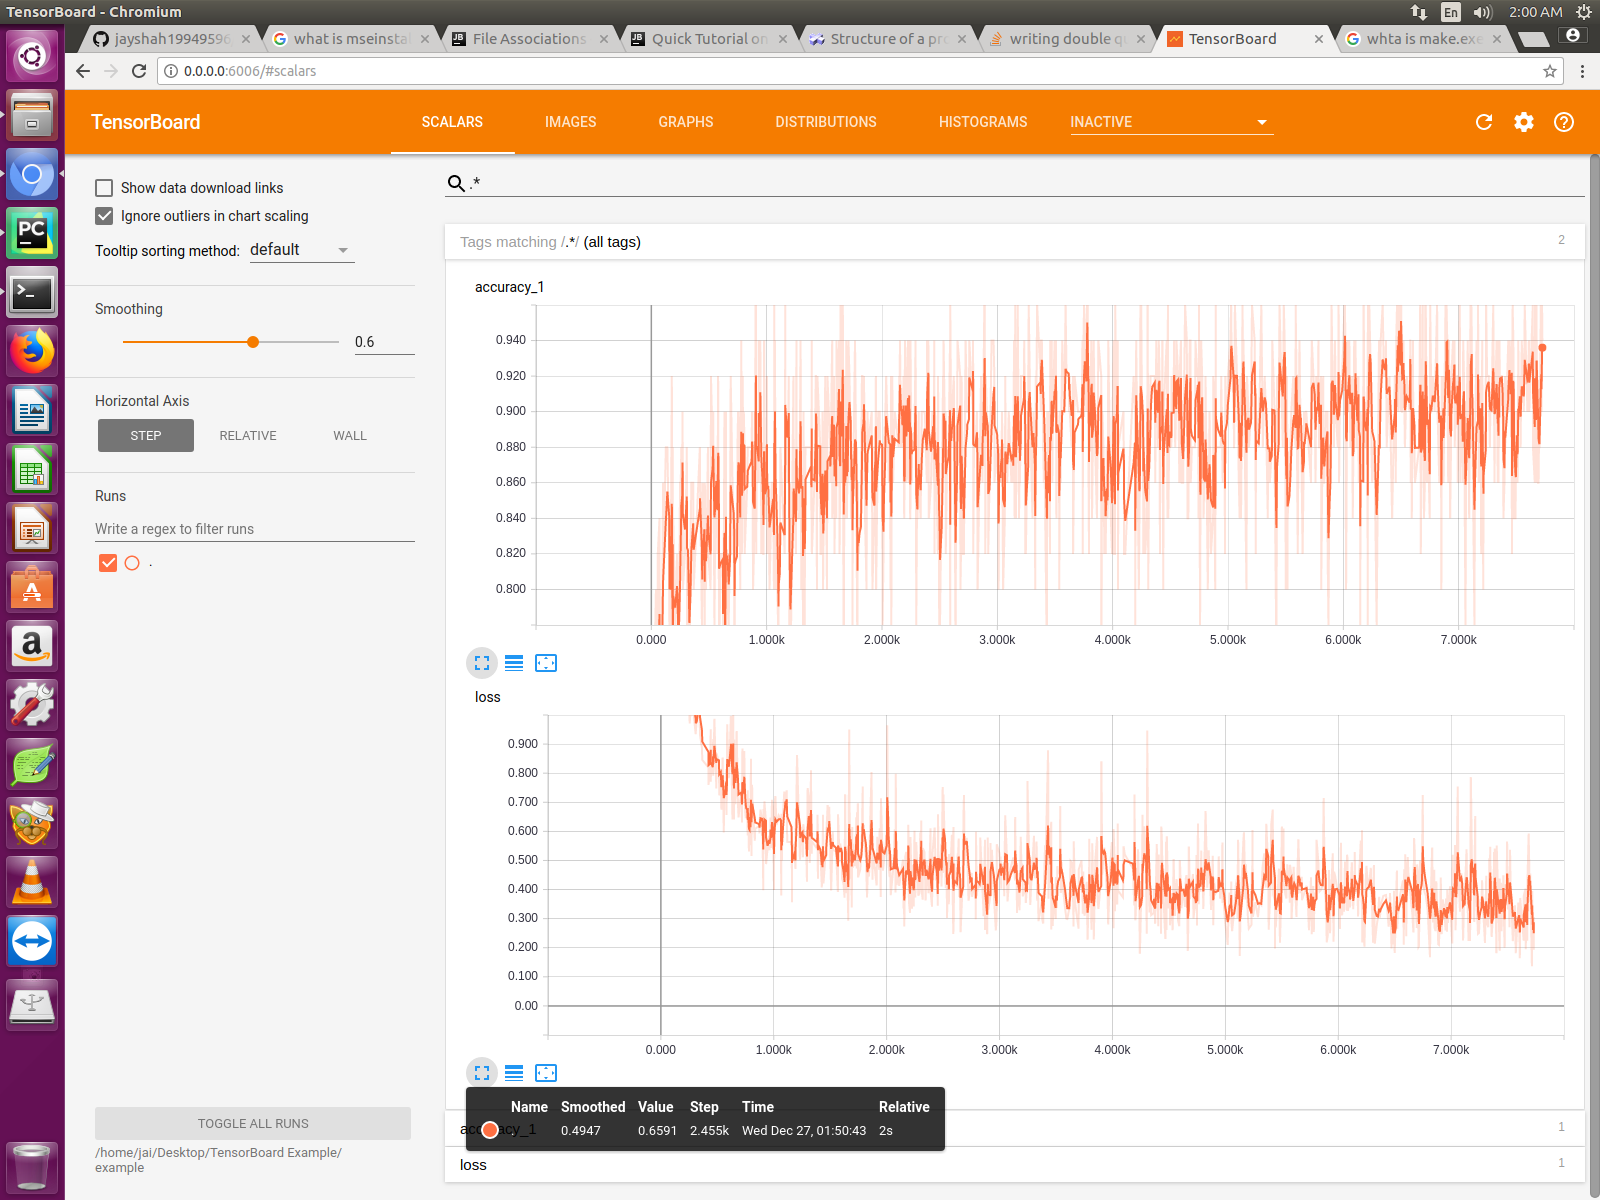 TensorBoard - Chromium
En
2:00 AM
jayshah19949596
what is mseinstal
File Associations
Quick Tutorial on
Structure of a pro
writing double qu
TensorBoard
whta is make.exe
0.0.0.0:6006/#scalars
TensorBoard
SCALARS
IMAGES
GRAPHS
DISTRIBUTIONS
HISTOGRAMS
INACTIVE
Show data download links
Ignore outliers in chart scaling
Tooltip sorting method: default
Smoothing
0.6
Horizontal Axis
STEP
RELATIVE
WALL
Runs
Write a regex to filter runs
.
TOGGLE ALL RUNS
/home/jai/Desktop/TensorBoard Example/
example
.*
Tags matching /.*/ (all tags)
2
accuracy_1
0.940
0.920
0.900
0.880
0.860
0.840
0.820
0.800
0.000 1.000k 2.000k 3.000k 4.000k 5.000k 6.000k 7.000k
loss
0.900
0.800
0.700
0.600
0.500
0.400
0.300
0.200
0.100
0.00
0.000 1.000k 2.000k 3.000k 4.000k 5.000k 6.000k 7.000k
Name Smoothed Value Step Time Relative
. 0.4947 0.6591 2.455k Wed Dec 27, 01:50:43 2s
accuracy_1
1
loss
1